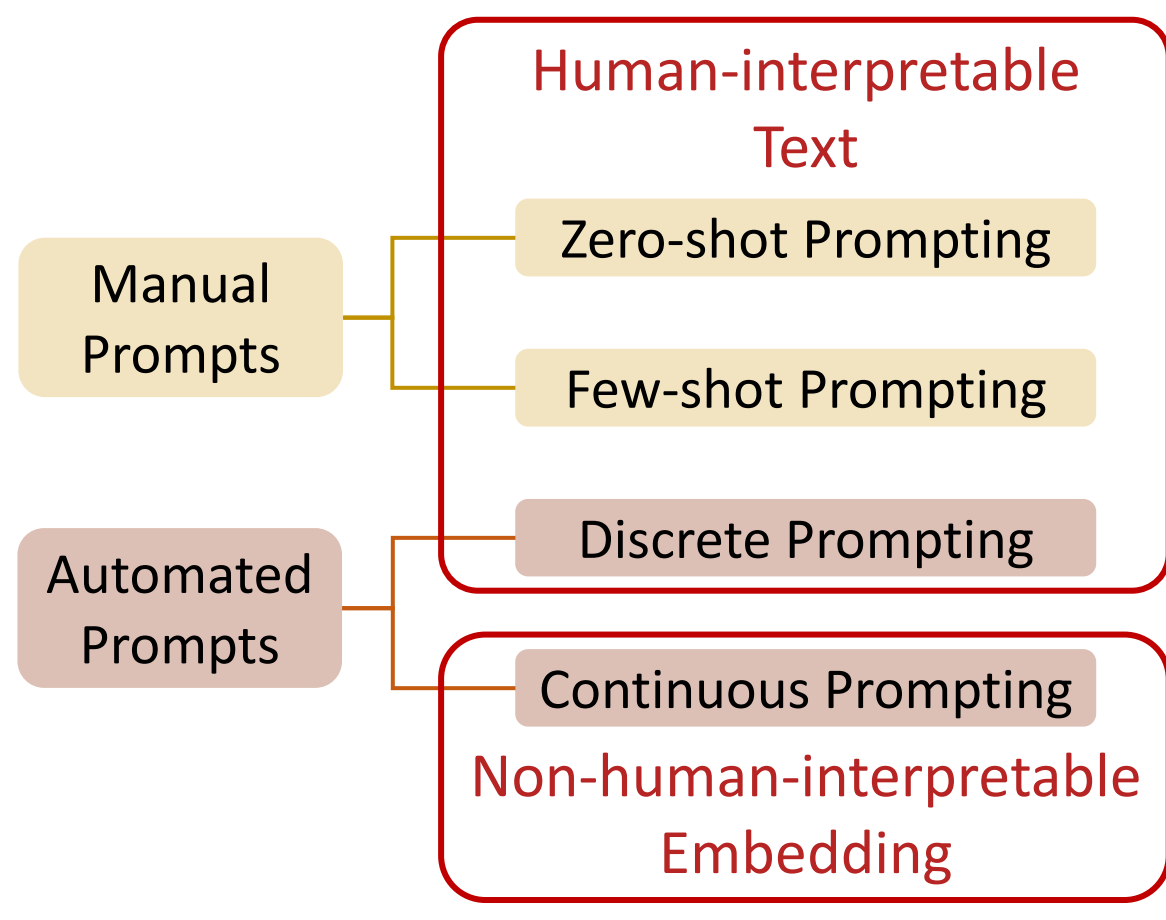 Human-interpretable
Text
Manual
Prompts
Zero-shot Prompting
Few-shot Prompting
Automated
Prompts
Discrete Prompting
Continuous Prompting
Non-human-interpretable
Embedding